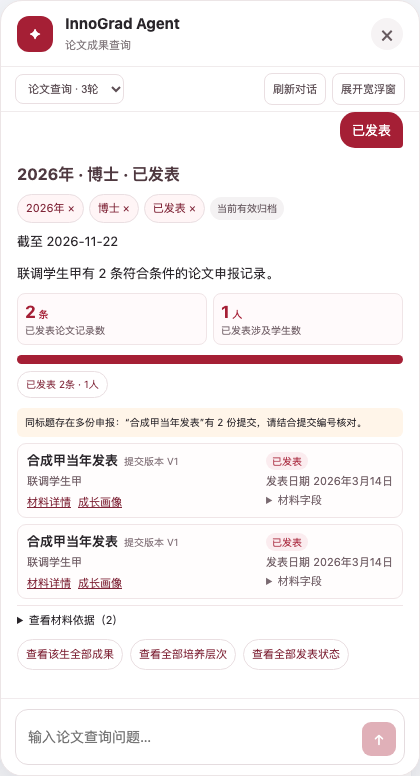 InnoGrad Agent
论文成果查询
论文查询 · 3轮
刷新对话
展开宽浮窗
已发表
2026年 · 博士 · 已发表
2026年 ×
博士 ×
已发表 ×
当前有效归档
截至 2026-11-22
联调学生甲有 2 条符合条件的论文申报记录。
2 条
已发表论文记录数
1 人
已发表涉及学生数
已发表 2条 · 1人
同标题存在多份申报：“合成甲当年发表”有 2 份提交，请结合提交编号核对。
合成甲当年发表 提交版本 V1
已发表
联调学生甲
发表日期 2026年3月14日
材料详情 成长画像
▶ 材料字段
合成甲当年发表 提交版本 V1
已发表
联调学生甲
发表日期 2026年3月14日
材料详情 成长画像
▶ 材料字段
▶ 查看材料依据（2）
查看该生全部成果
查看全部培养层次
查看全部发表状态
输入论文查询问题...